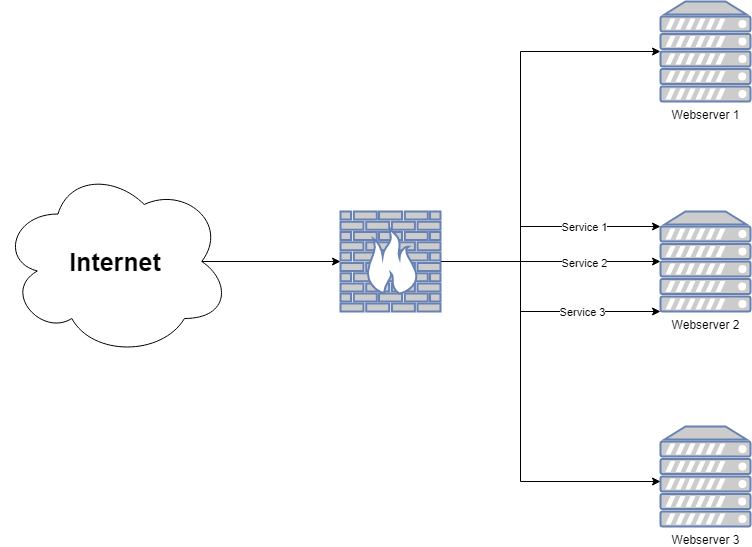 Webserver 1
Internet
Service 1
Service 2
Service 3
Webserver 2
Webserver 3